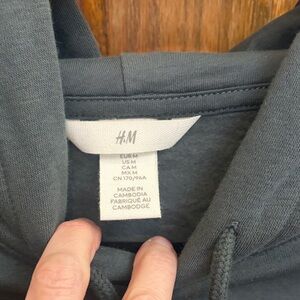 H&M
EUR M
US M
CA M
MX M
CN 170/96A
MADE IN
CAMBODIA
FABRIQUÉ AU
CAMBODGE